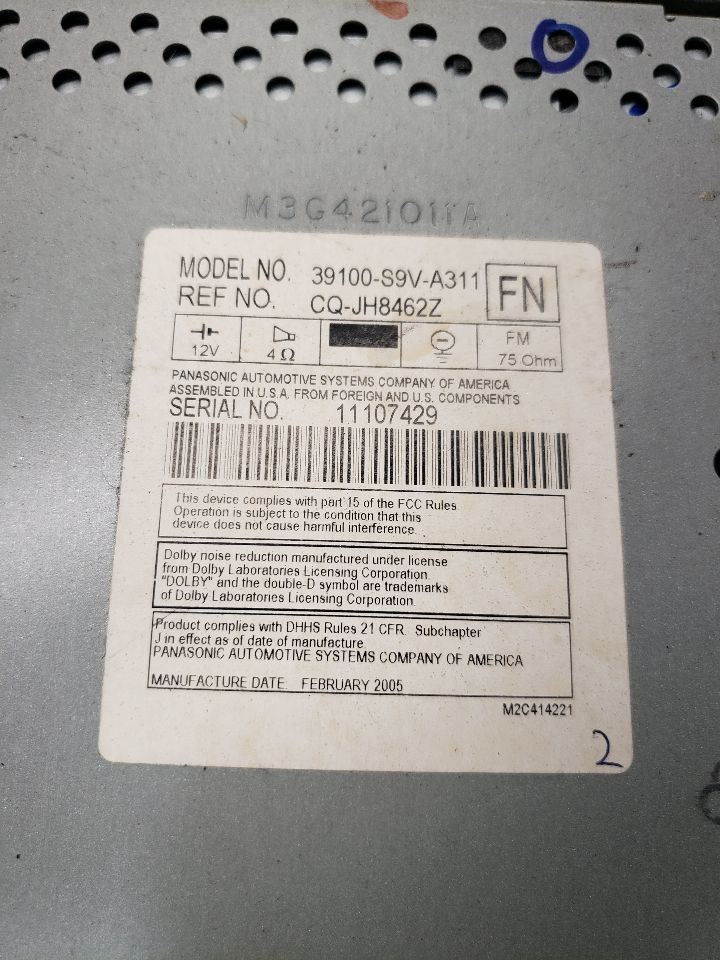 M3G421011A
MODEL NO. 39100-S9V-A311 FN
REF NO. CQ-JH8462Z
12V 4Ω FM 75 Ohm
PANASONIC AUTOMOTIVE SYSTEMS COMPANY OF AMERICA
ASSEMBLED IN U.S.A. FROM FOREIGN AND U.S. COMPONENTS
SERIAL NO. 11107429
This device complies with part 15 of the FCC Rules.
Operation is subject to the condition that this
device does not cause harmful interference.
Dolby noise reduction manufactured under license
from Dolby Laboratories Licensing Corporation.
"DOLBY" and the double-D symbol are trademarks
of Dolby Laboratories Licensing Corporation.
Product complies with DHHS Rules 21 CFR. Subchapter
J in effect as of date of manufacture
PANASONIC AUTOMOTIVE SYSTEMS COMPANY OF AMERICA
MANUFACTURE DATE FEBRUARY 2005
M2C414221
2